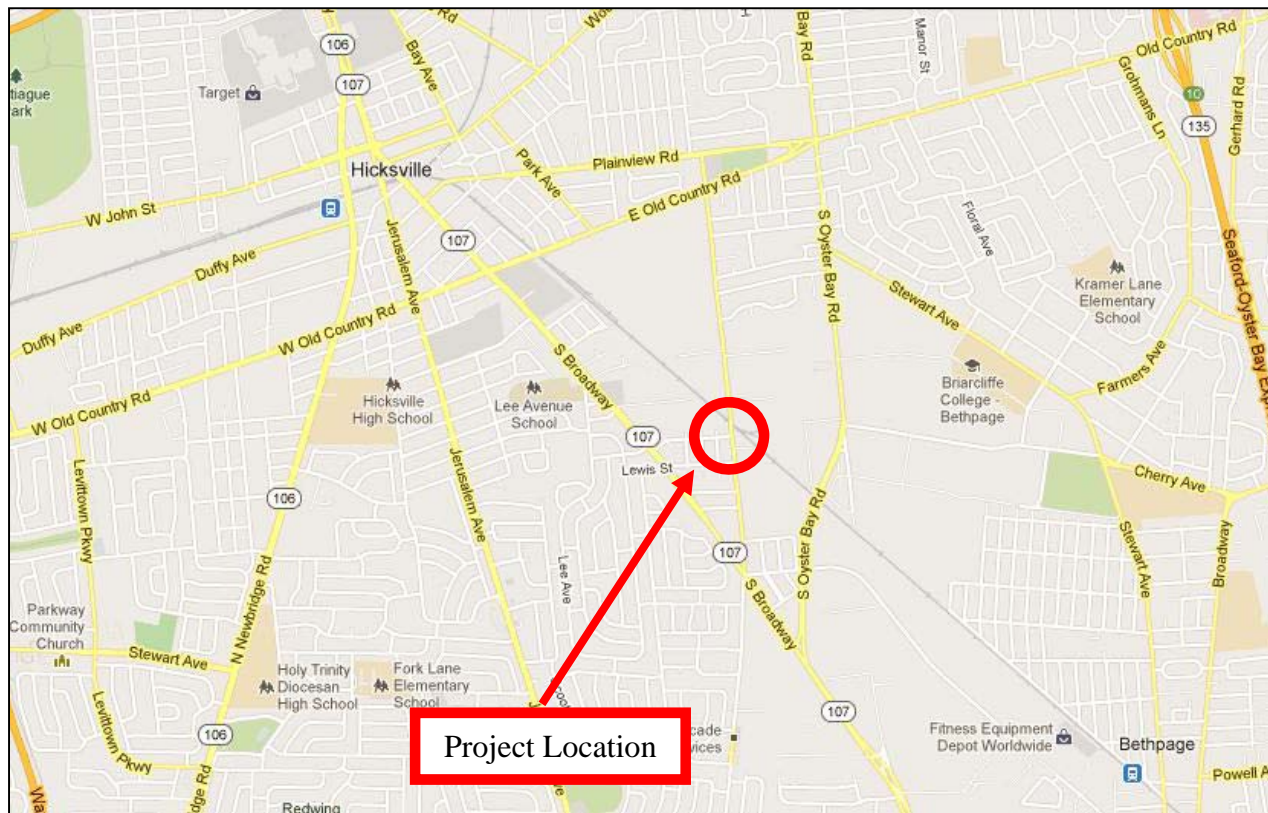 106
107
Target
Bay Ave
Bay Rd
Manor St
Old Country Rd
Grohmans Ln
10
135
Gerhard Rd
Hicksville
Plainview Rd
Park Ave
E Old Country Rd
W John St
Duffy Ave
107
Jerusalem Ave
Floral Ave
S Oyster Bay Rd
Kramer Lane
Elementary
School
Stewart Ave
Seaford-Oyster Bay
Duffy Ave
W Old Country Rd
S Broadway
Farmers Ave
Briarcliffe
College -
Bethpage
Hicksville
High School
Lee Avenue
School
W Old Country Rd
107
Lewis St
Jerusalem Ave
Levittown Pkwy
106
Cherry Ave
S Oyster Bay Rd
Stewart Ave
Broadway
107
Lee Ave
S Broadway
N Newbridge Rd
Parkway
Community
Church
Stewart Ave
Holy Trinity
Diocesan
High School
Fork Lane
Elementary
School
Levittown Pkwy
106
107
Fitness Equipment
Depot Worldwide
Bethpage
Project Location
Powell
Redwing